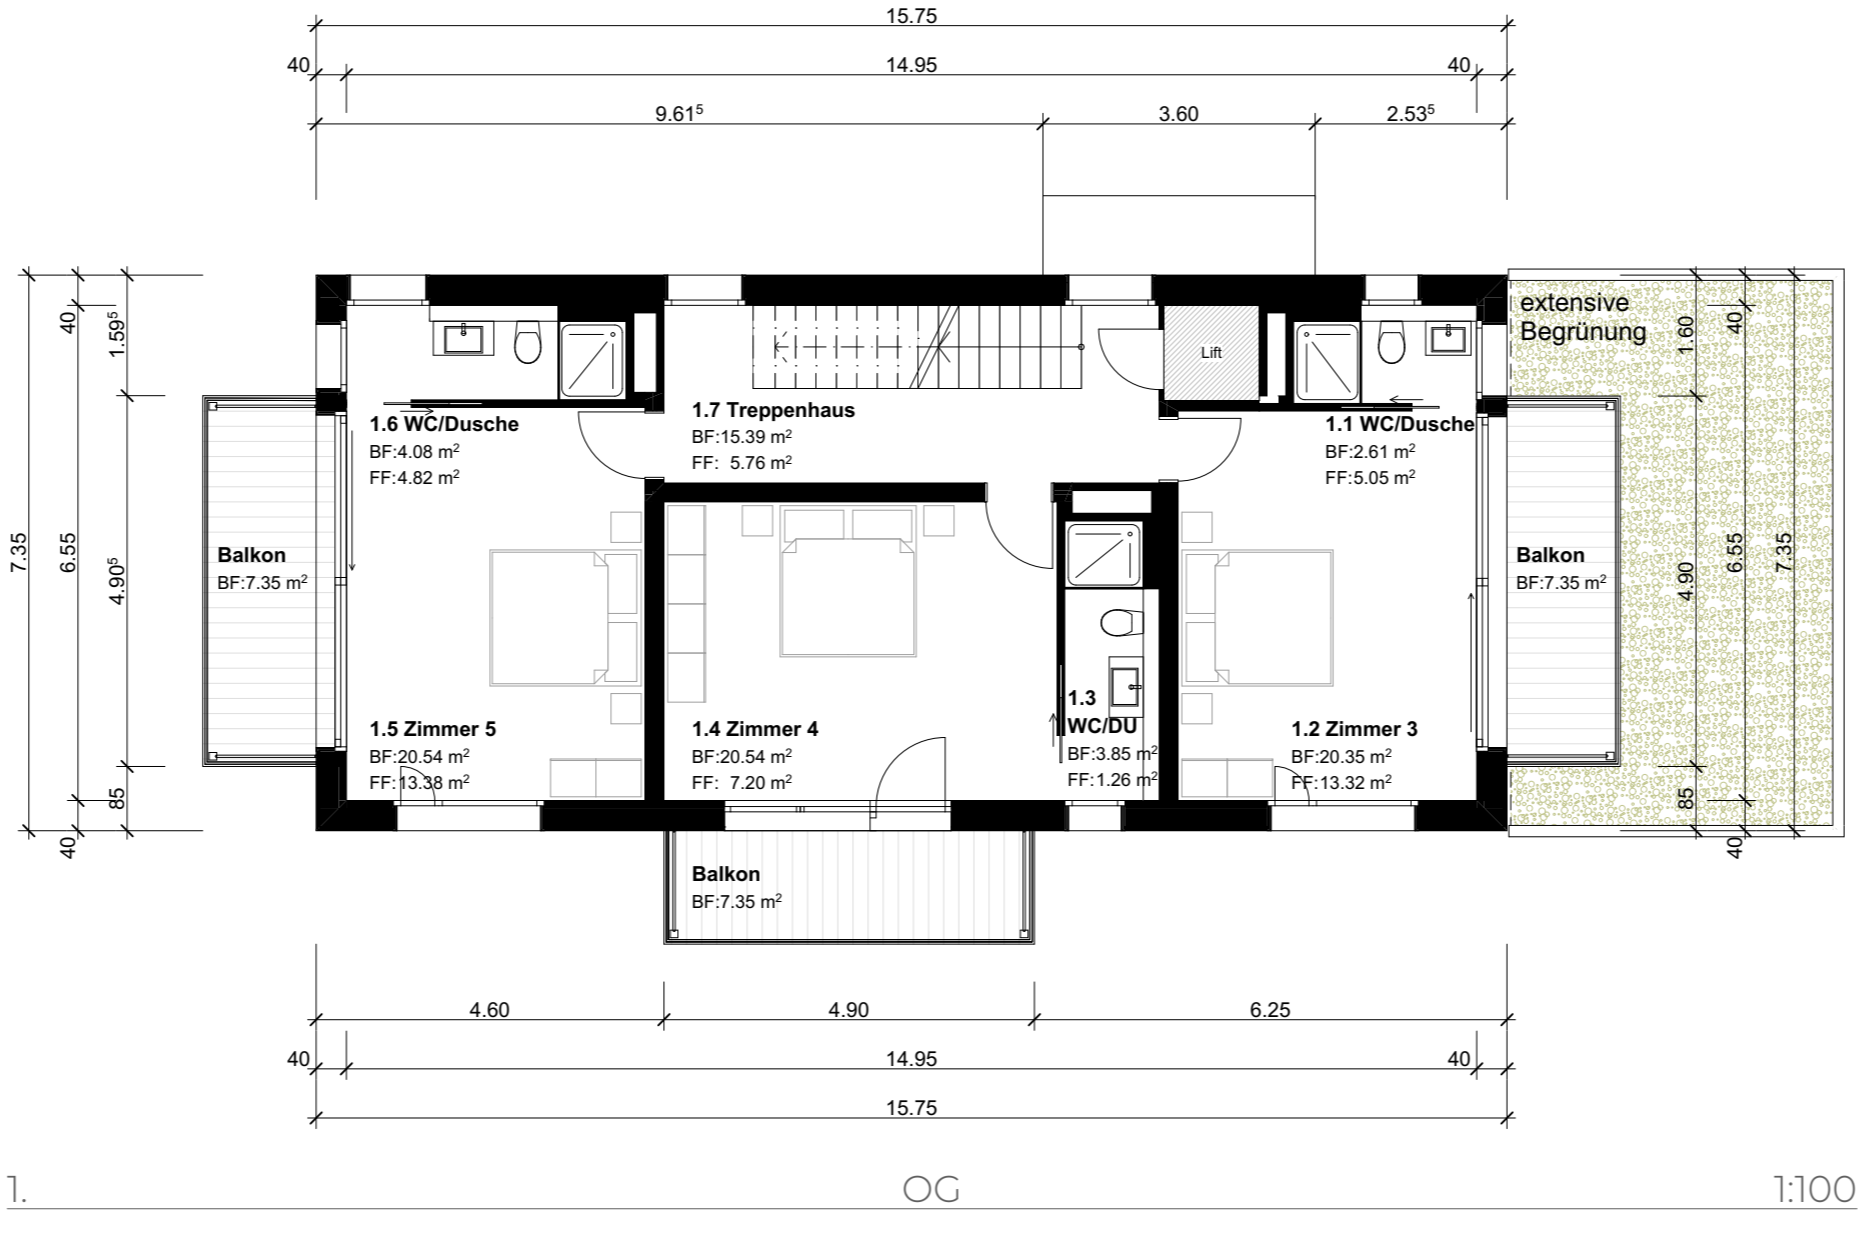 15.75
40 14.95 40
9.61⁵ 3.60 2.53⁵
7.35
6.55
40
40
1.59⁵
4.90⁵
85
extensive
Begrünung
1.60
4.90
85
40
6.55
40
7.35
Lift
1.6 WC/Dusche
BF:4.08 m²
FF:4.82 m²
1.7 Treppenhaus
BF:15.39 m²
FF: 5.76 m²
1.1 WC/Dusche
BF:2.61 m²
FF:5.05 m²
Balkon
BF:7.35 m²
Balkon
BF:7.35 m²
1.5 Zimmer 5
BF:20.54 m²
FF:13.38 m²
1.4 Zimmer 4
BF:20.54 m²
FF: 7.20 m²
1.3
WC/DU
BF:3.85 m²
FF:1.26 m²
1.2 Zimmer 3
BF:20.35 m²
FF:13.32 m²
Balkon
BF:7.35 m²
4.60 4.90 6.25
40 14.95 40
15.75
1. OG 1:100